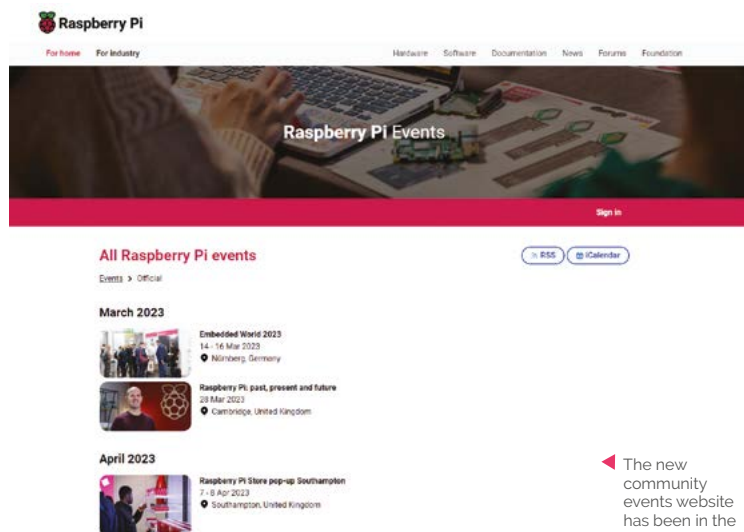 Raspberry Pi
For home For industry Hardware Software Documentation News Forums Foundation
Raspberry Pi Events
Sign in
All Raspberry Pi events
RSS iCalendar
Events > Official
March 2023
Embedded World 2023
14 - 16 Mar 2023
Nürnberg, Germany
Raspberry Pi: past, present and future
28 Mar 2023
Cambridge, United Kingdom
April 2023
Raspberry Pi Store pop-up Southampton
7 - 8 Apr 2023
Southampton, United Kingdom
The new
community
events website
has been in the